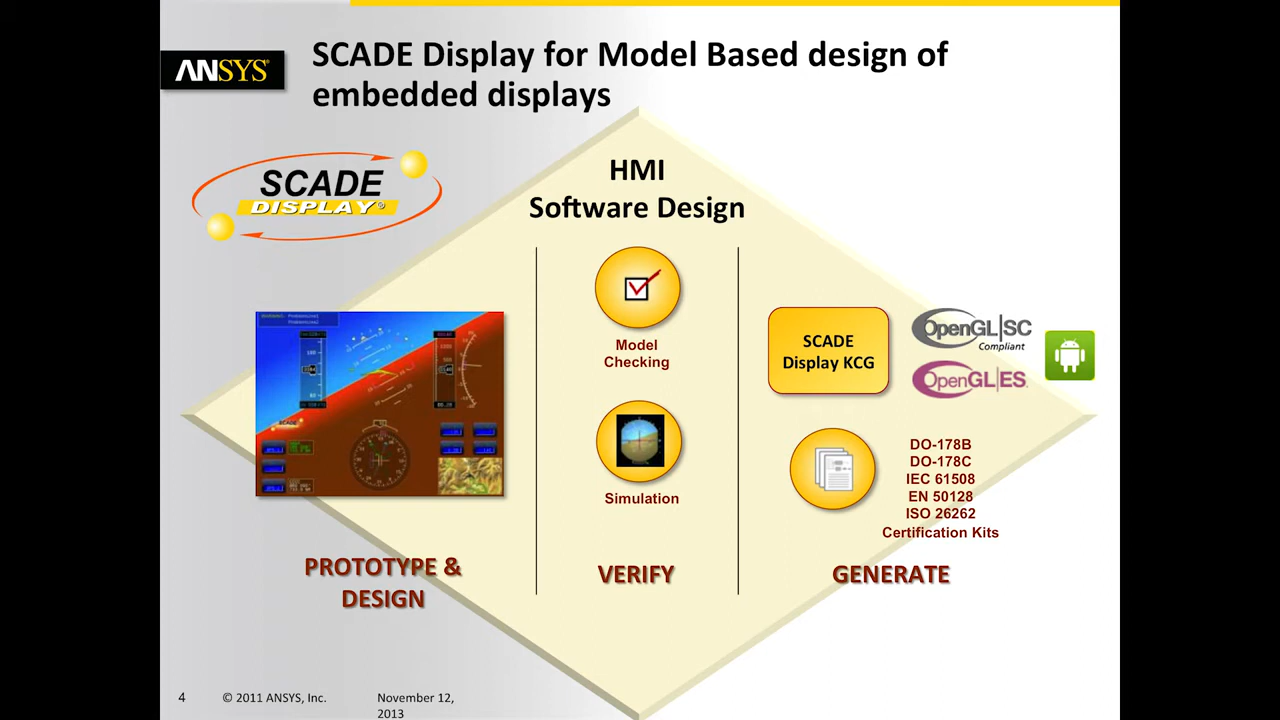 SCADE Display for Model Based design of
embedded displays
ANSYS®
SCADE
DISPLAY®
HMI
Software Design
Model
Checking
Simulation
SCADE
Display KCG
OpenGL|SC
Compliant
OpenGL|ES
DO-178B
DO-178C
IEC 61508
EN 50128
ISO 26262
Certification Kits
PROTOTYPE &
DESIGN
VERIFY
GENERATE
4
© 2011 ANSYS, Inc.
November 12,
2013